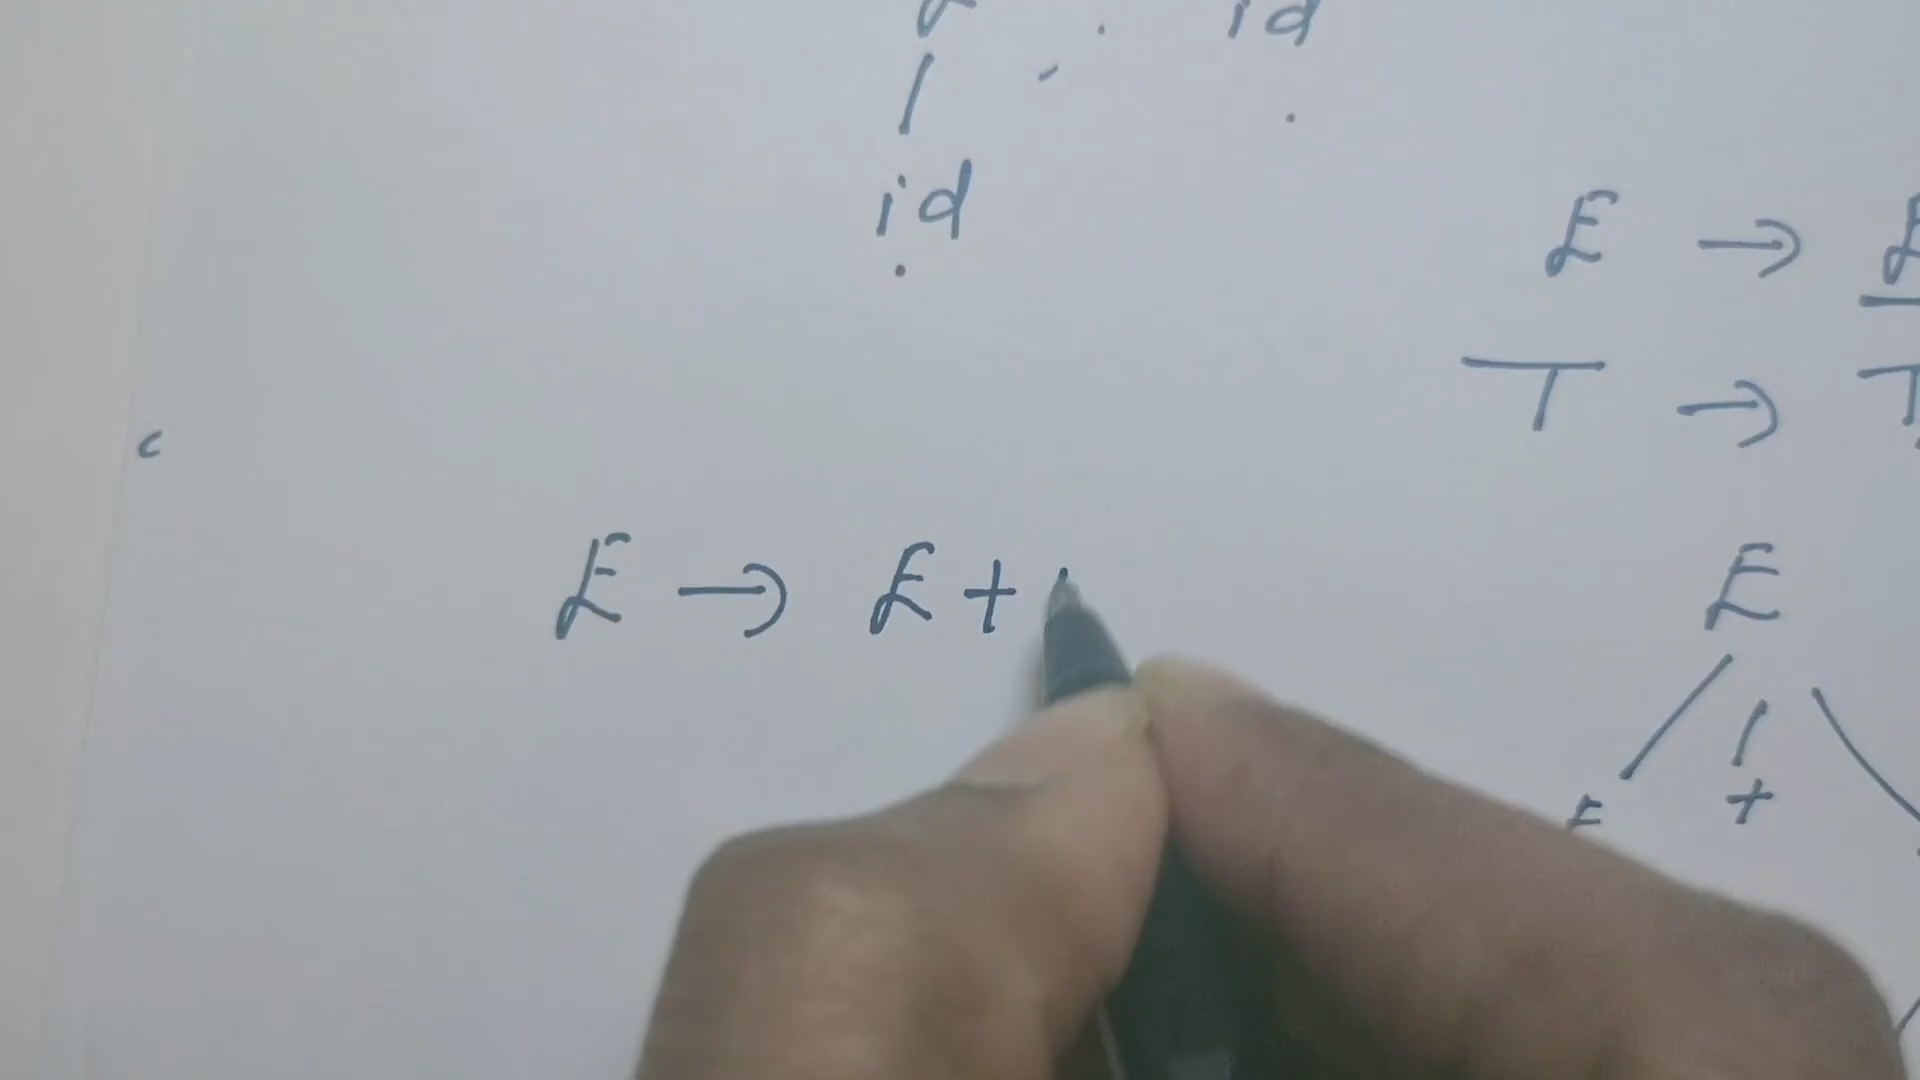 id
id
E → E
T → T
E → E +
E
E +